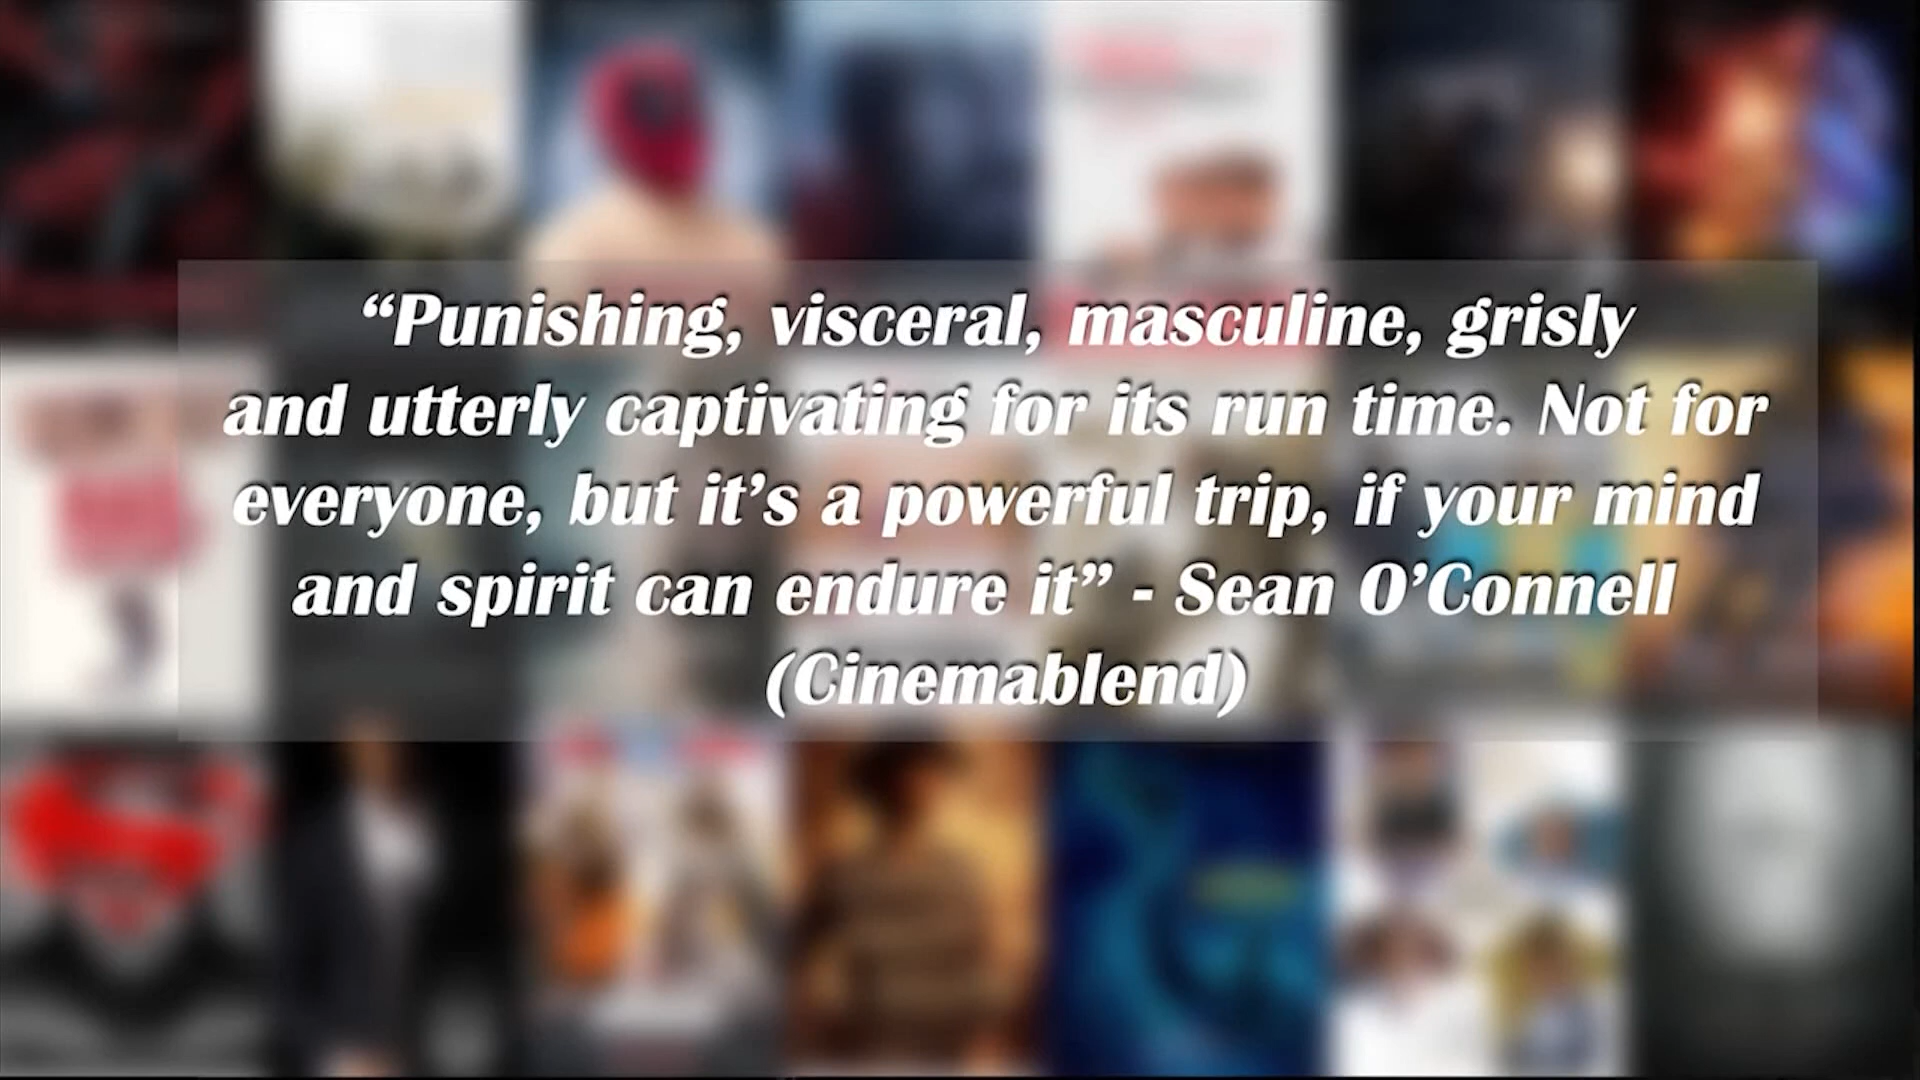 “Punishing, visceral, masculine, grisly
and utterly captivating for its run time. Not for
everyone, but it’s a powerful trip, if your mind
and spirit can endure it” - Sean O’Connell
(Cinemablend)